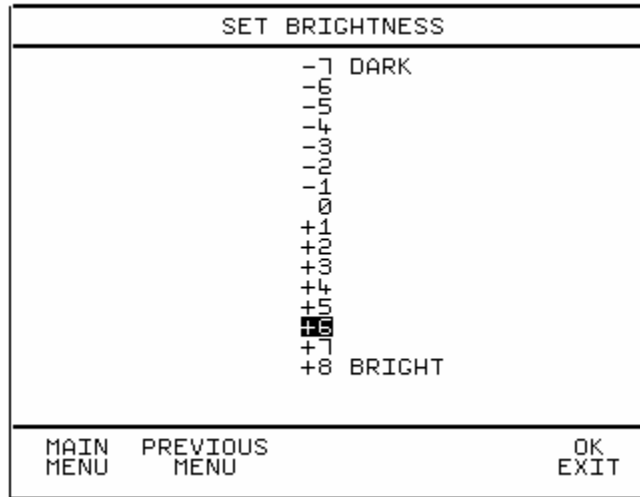 SET BRIGHTNESS
-7 DARK
-6
-5
-4
-3
-2
-1
0
+1
+2
+3
+4
+5
+6
+7
+8 BRIGHT
MAIN MENU
PREVIOUS MENU
OK EXIT